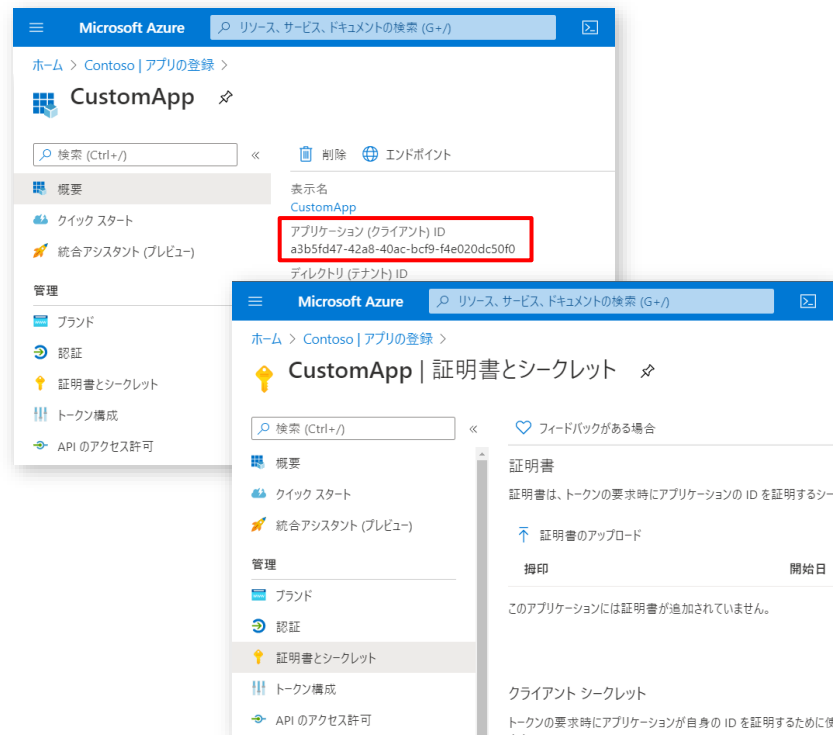 Microsoft Azure
リソース、サービス、ドキュメントの検索 (G+/)
ホーム > Contoso | アプリの登録 >
CustomApp
検索 (Ctrl+/)
«
削除
エンドポイント
概要
クイック スタート
統合アシスタント (プレビュー)
管理
ブランド
認証
証明書とシークレット
トークン構成
API のアクセス許可
表示名
CustomApp
アプリケーション (クライアント) ID
a3b5fd47-42a8-40ac-bcf9-f4e020dc50f0
ディレクトリ (テナント) ID
Microsoft Azure
リソース、サービス、ドキュメントの検索 (G+/)
ホーム > Contoso | アプリの登録 >
CustomApp | 証明書とシークレット
検索 (Ctrl+/)
«
フィードバックがある場合
概要
クイック スタート
統合アシスタント (プレビュー)
管理
ブランド
認証
証明書とシークレット
トークン構成
API のアクセス許可
証明書
証明書は、トークンの要求時にアプリケーションの ID を証明するシー
証明書のアップロード
拇印 開始日
このアプリケーションには証明書が追加されていません。
クライアント シークレット
トークンの要求時にアプリケーションが自身の ID を証明するために使